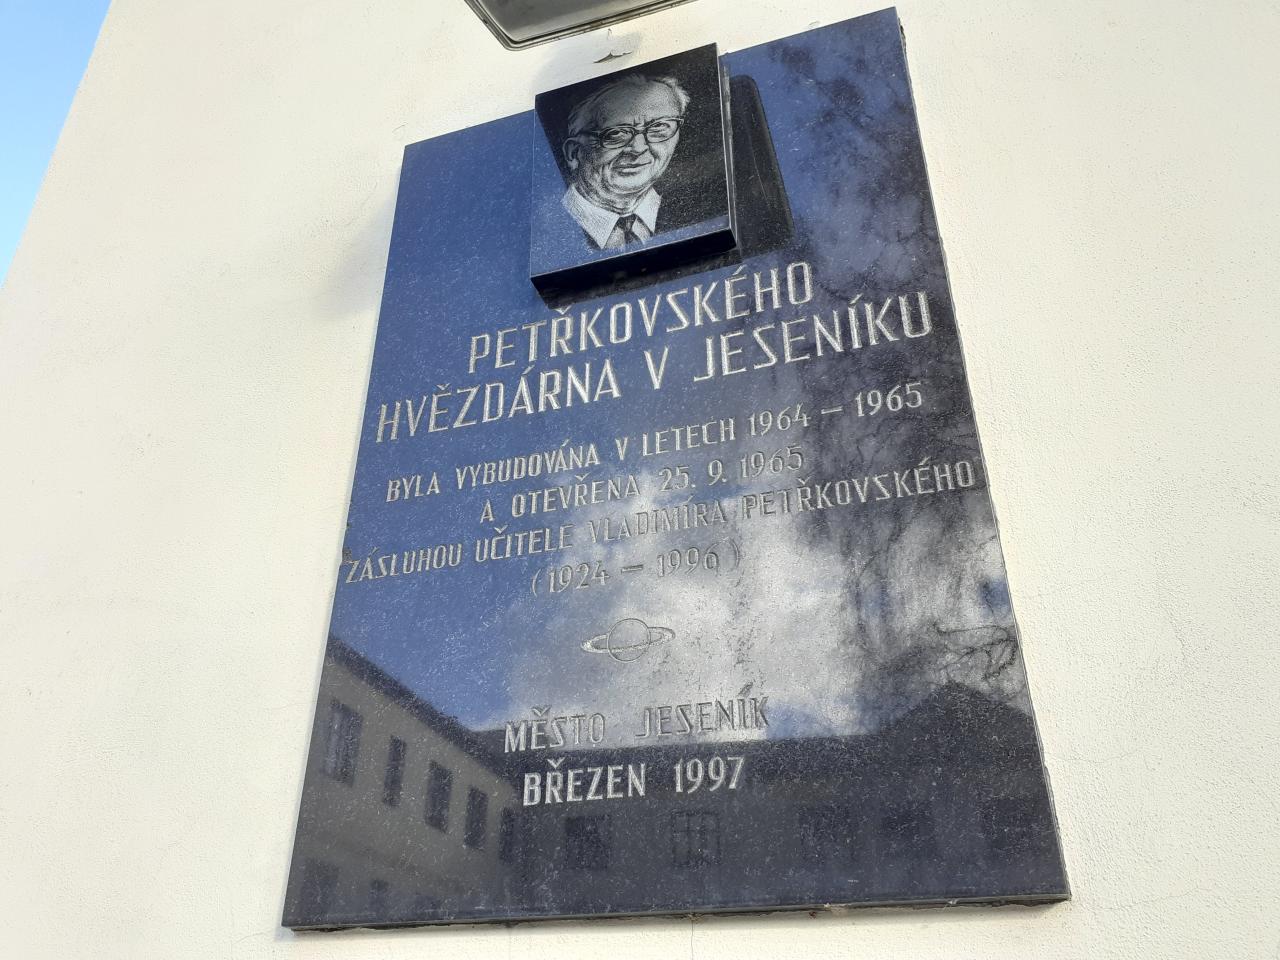 PETŘKOVSKÉHO
HVĚZDÁRNA V JESENÍKU
BYLA VYBUDOVÁNA V LETECH 1964 – 1965
A OTEVŘENA 25. 9. 1965
ZÁSLUHOU UČITELE VLADIMÍRA PETŘKOVSKÉHO
(1924 – 1996)
MĚSTO JESENÍK
BŘEZEN 1997